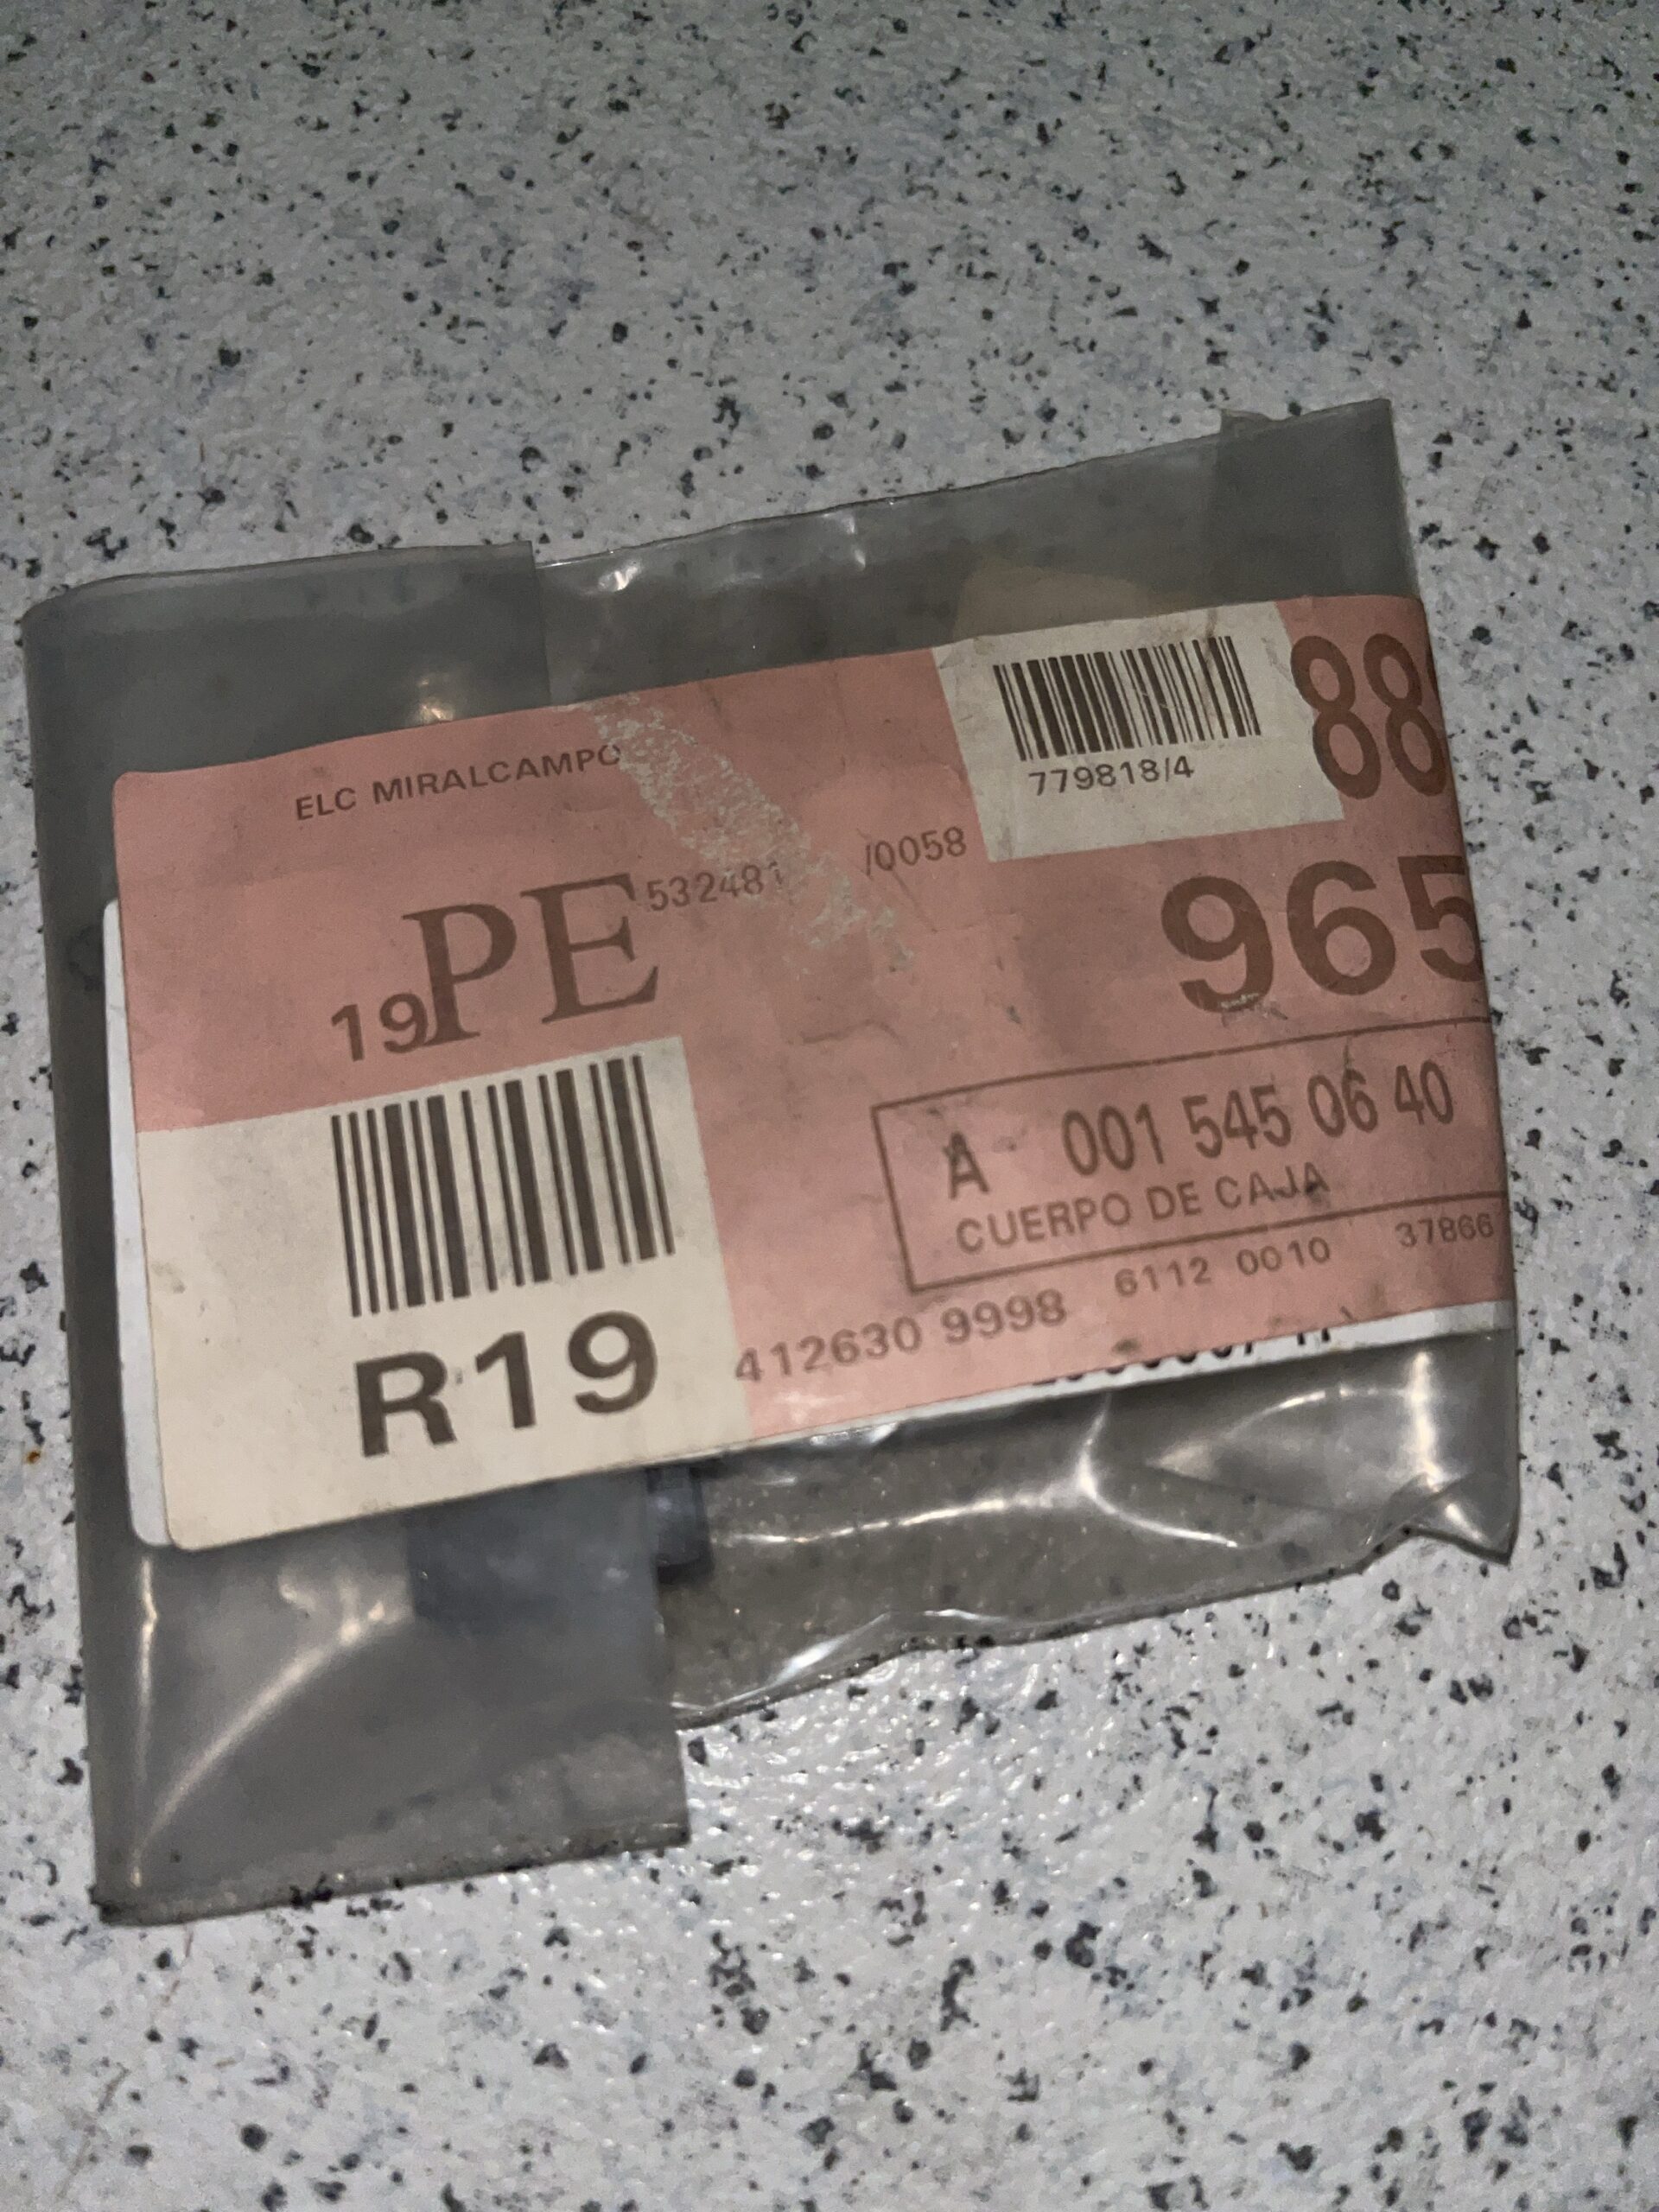 ELC MIRALCAMPO
779818/4
88
532481
/0058
19PE
965
A 001 545 06 40
CUERPO DE CAJA
6112 0010 37866
412630 9998
R19